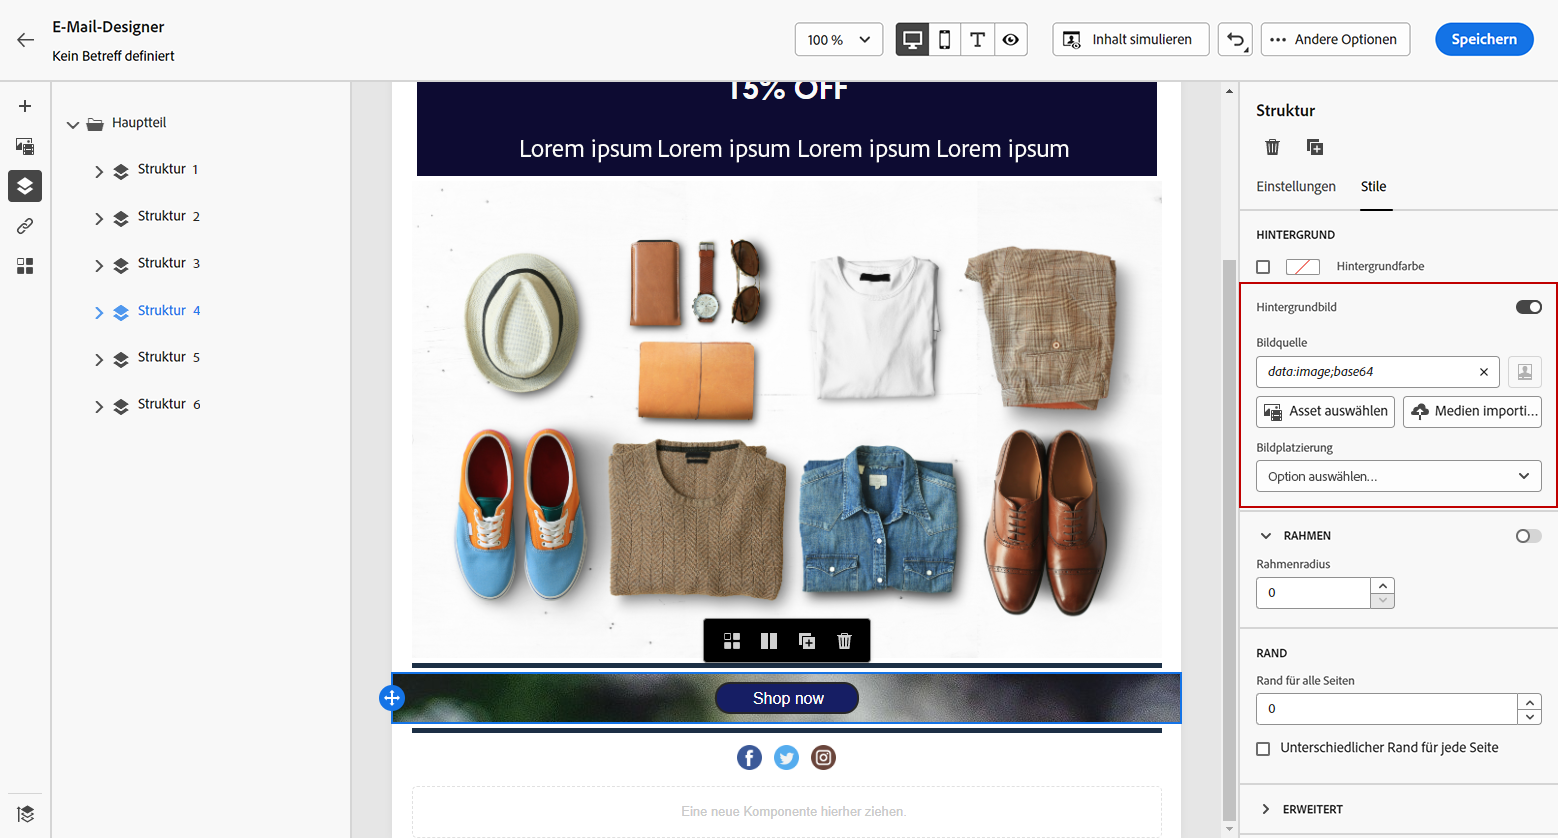 E-Mail-Designer
Kein Betreff definiert
100 %
Inhalt simulieren
Andere Optionen
Speichern
Hauptteil
Struktur 1
Struktur 2
Struktur 3
Struktur 4
Struktur 5
Struktur 6
15% OFF
Lorem ipsum Lorem ipsum Lorem ipsum Lorem ipsum
Shop now
Eine neue Komponente hierher ziehen.
Struktur
Einstellungen
Stile
HINTERGRUND
Hintergrundfarbe
Hintergrundbild
Bildquelle
data:image;base64
Asset auswählen
Medien importi...
Bildplatzierung
Option auswählen...
RAHMEN
Rahmenradius
0
RAND
Rand für alle Seiten
0
Unterschiedlicher Rand für jede Seite
ERWEITERT